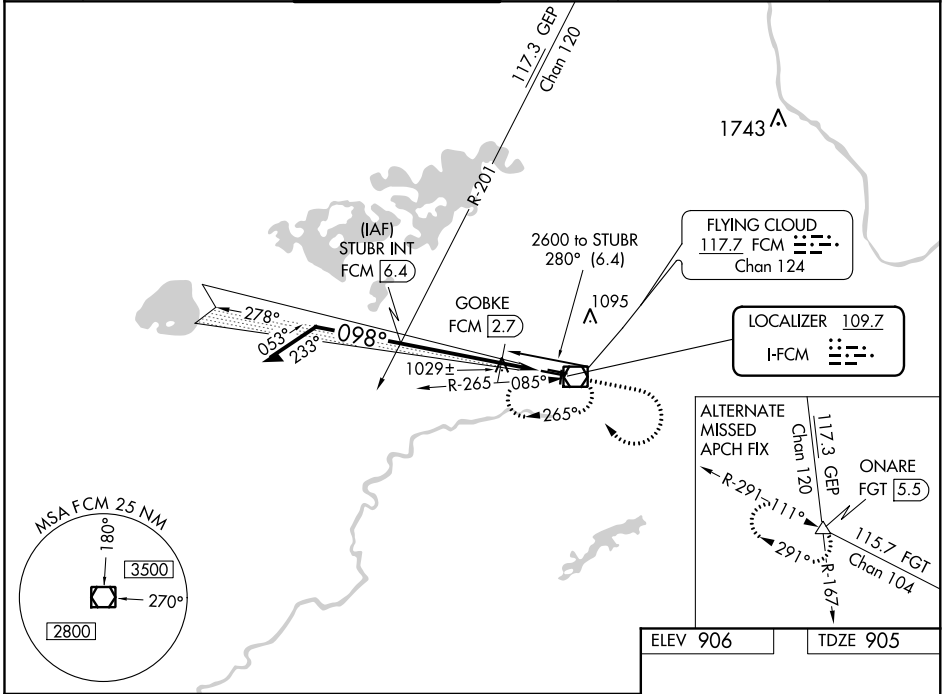 117.3 GEP
Chan 120
R-201
1743
(IAF)
STUBR INT
FCM 6.4
2600 to STUBR
280° (6.4)
FLYING CLOUD
117.7 FCM
Chan 124
GOBKE
FCM 2.7
1095
LOCALIZER 109.7
I-FCM
278°
053°
233°
098°
1029±
R-265
085°
265°
ALTERNATE
MISSED
APCH FIX
117.3 GEP
Chan 120
ONARE
FGT 5.5
R-291
111°
291°
115.7 FGT
Chan 104
R-167
MSA FCM 25 NM
180°
3500
270°
2800
ELEV 906
TDZE 905